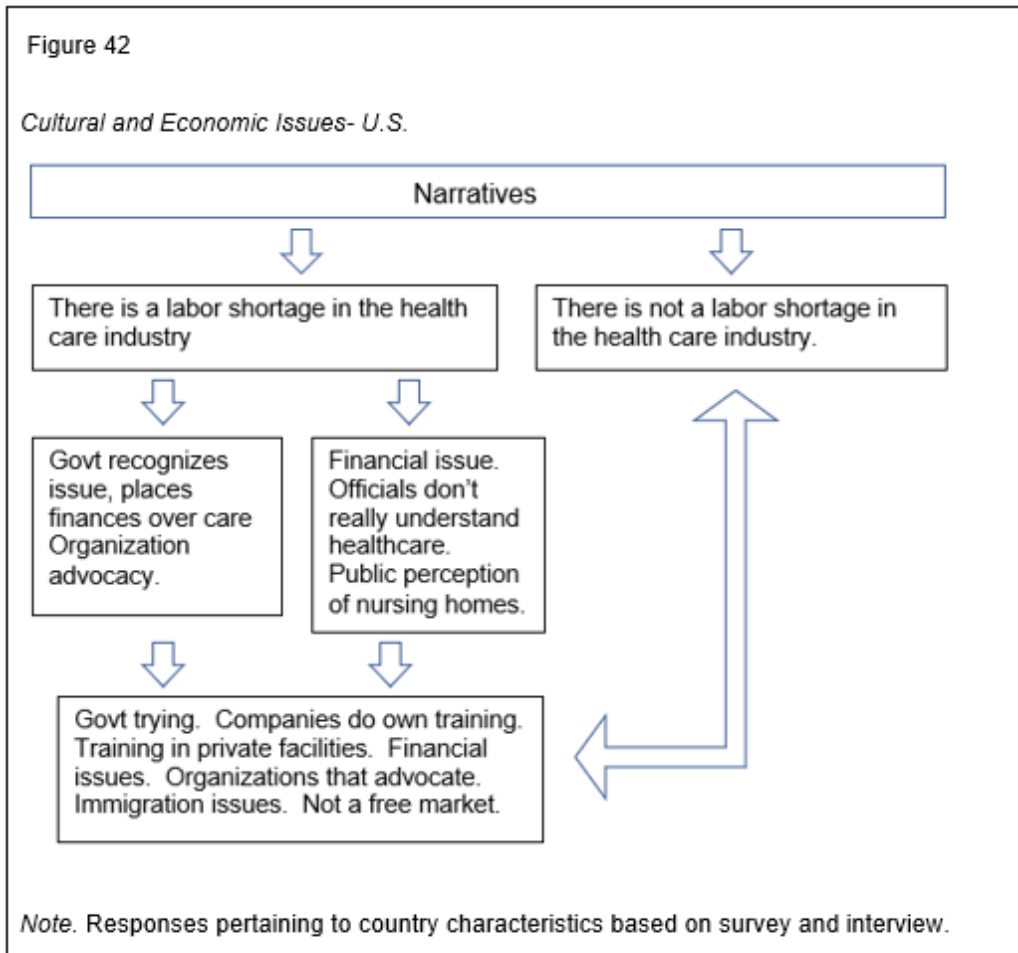 Figure 42
Cultural and Economic Issues- U.S.
Narratives
There is a labor shortage in the health
care industry
There is not a labor shortage in
the health care industry.
Govt recognizes
issue, places
finances over care
Organization
advocacy.
Financial issue.
Officials don't
really understand
healthcare.
Public perception
of nursing homes.
Govt trying.  Companies do own training.
Training in private facilities.  Financial
issues.  Organizations that advocate.
Immigration issues.  Not a free market.
Note. Responses pertaining to country characteristics based on survey and interview.